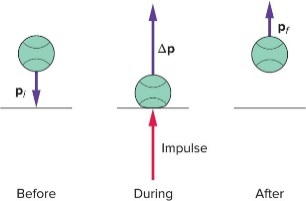 p_i
Δp
p_f
Impulse
Before
During
After